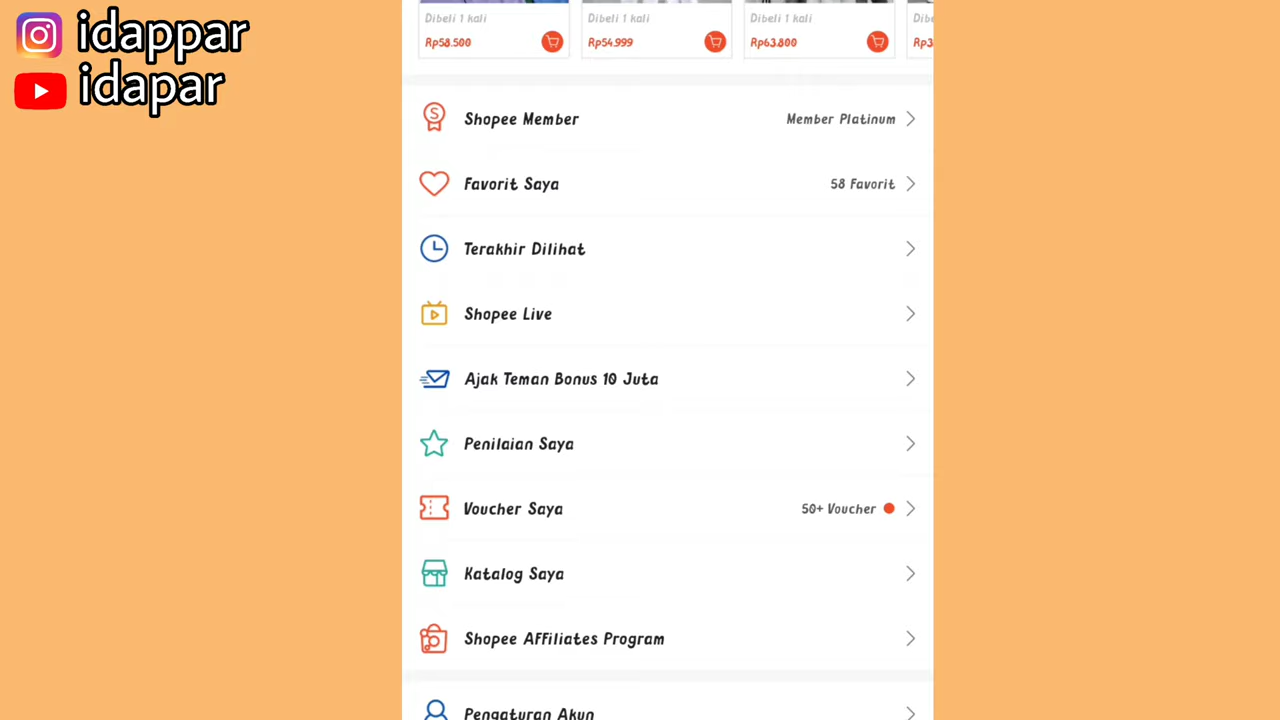 idappar
idapar
Dibeli 1 kali
Dibeli 1 kali
Dibeli 1 kali
Rp58.500
Rp54.999
Rp63.800
Rp3
Shopee Member
Member Platinum
Favorit Saya
58 Favorit
Terakhir Dilihat
Shopee Live
Ajak Teman Bonus 10 Juta
Penilaian Saya
Voucher Saya
50+ Voucher
Katalog Saya
Shopee Affiliates Program
Pengaturan Akun